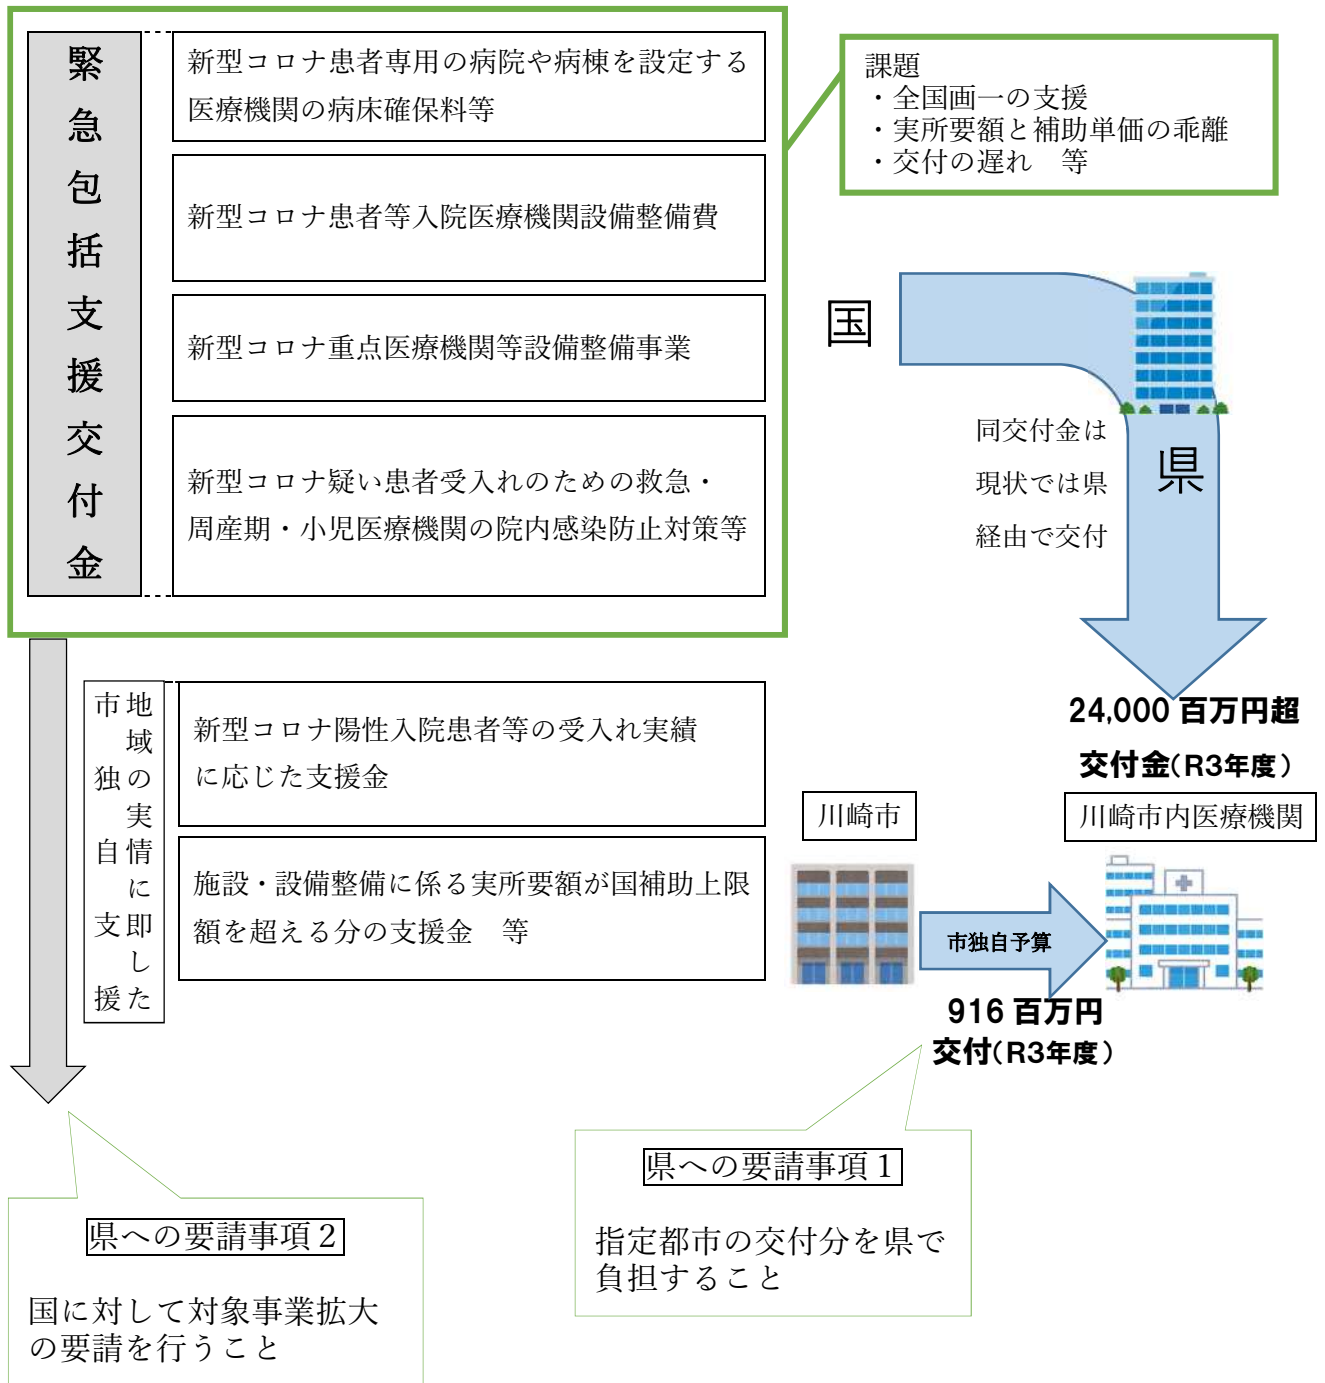 緊急包括支援交付金
新型コロナ患者専用の病院や病棟を設定する
医療機関の病床確保料等
新型コロナ患者等入院医療機関設備整備費
新型コロナ重点医療機関等設備整備事業
新型コロナ疑い患者受入れのための救急・
周産期・小児医療機関の院内感染防止対策等
課題
・全国画一の支援
・実所要額と補助単価の乖離
・交付の遅れ　等
国
県
同交付金は
現状では県
経由で交付
24,000 百万円超
交付金(R3年度)
地域の実情に即した
市独自支援
新型コロナ陽性入院患者等の受入れ実績
に応じた支援金
施設・設備整備に係る実所要額が国補助上限
額を超える分の支援金　等
川崎市
川崎市内医療機関
市独自予算
916 百万円
交付(R3年度)
県への要請事項１
指定都市の交付分を県で
負担すること
県への要請事項２
国に対して対象事業拡大
の要請を行うこと